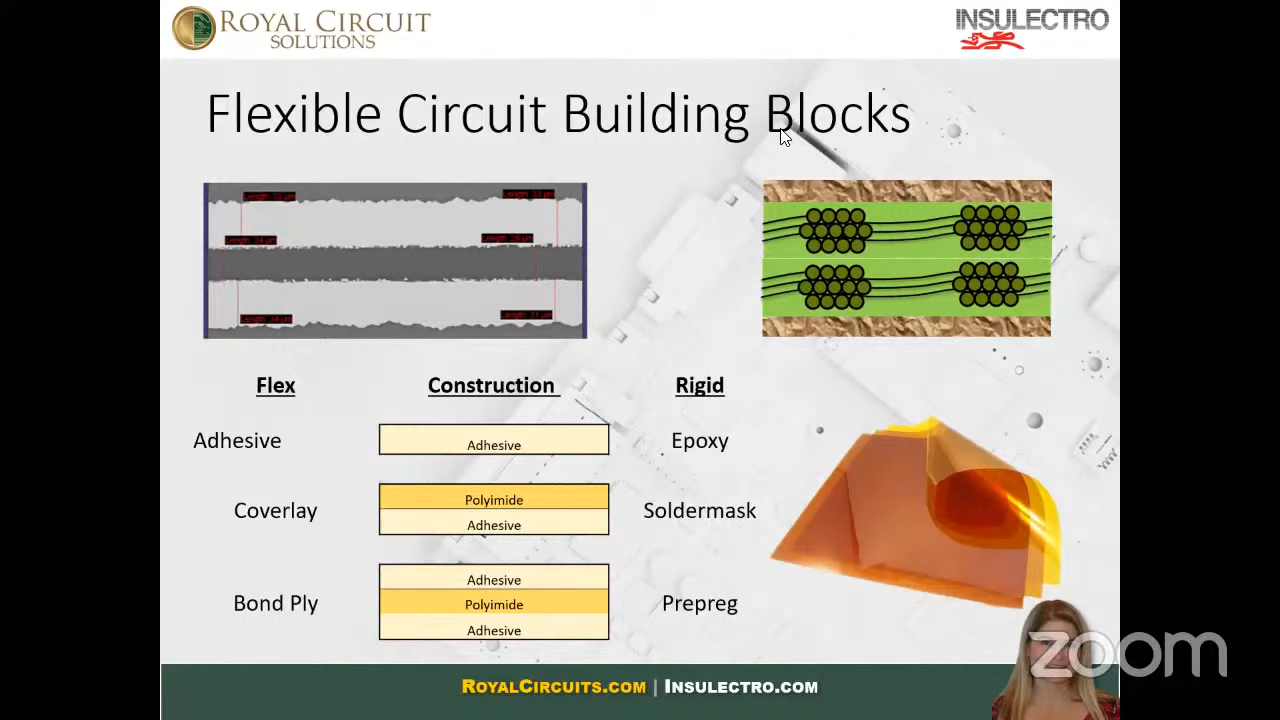 ROYAL CIRCUIT
SOLUTIONS
INSULECTRO
Flexible Circuit Building Blocks
Flex
Construction
Rigid
Adhesive
Adhesive
Epoxy
Coverlay
Polyimide
Adhesive
Soldermask
Bond Ply
Adhesive
Polyimide
Adhesive
Prepreg
ROYALCIRCUITS.COM | INSULECTRO.COM
zoom